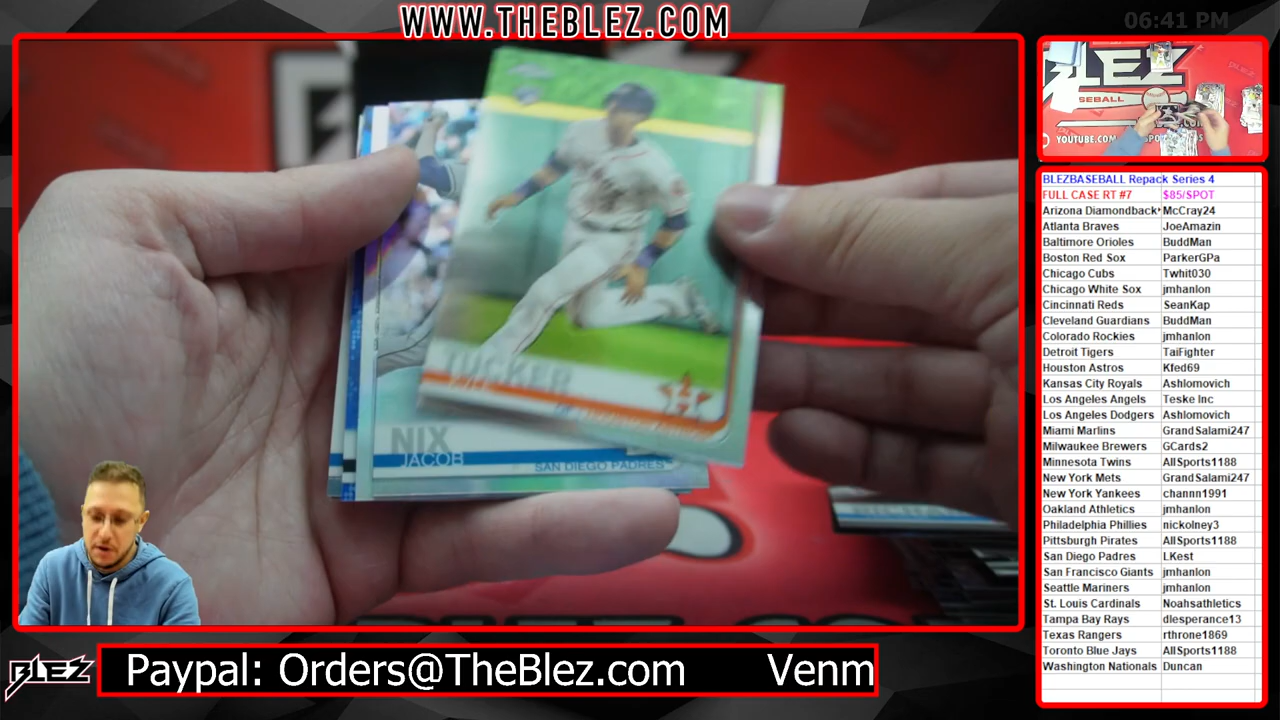 WWW.THEBLEZ.COM
06:41 PM
BLEZ
SEBALL
YOUTUBE.COM
BLEZBASEBALL Repack Series 4
FULL CASE RT #7 $85/SPOT
Arizona Diamondback McCray24
Atlanta Braves JoeAmazin
Baltimore Orioles BuddMan
Boston Red Sox ParkerGPa
Chicago Cubs Twhit030
Chicago White Sox jmhanlon
Cincinnati Reds SeanKap
Cleveland Guardians BuddMan
Colorado Rockies jmhanlon
Detroit Tigers TaiFighter
Houston Astros Kfed69
Kansas City Royals Ashlomovich
Los Angeles Angels Teske Inc
Los Angeles Dodgers Ashlomovich
Miami Marlins GrandSalami247
Milwaukee Brewers GCards2
Minnesota Twins AllSports1188
New York Mets GrandSalami247
New York Yankees channn1991
Oakland Athletics jmhanlon
Philadelphia Phillies nickolney3
Pittsburgh Pirates AllSports1188
San Diego Padres LKest
San Francisco Giants jmhanlon
Seattle Mariners jmhanlon
St. Louis Cardinals Noahsathletics
Tampa Bay Rays dlesperance13
Texas Rangers rthrone1869
Toronto Blue Jays AllSports1188
Washington Nationals Duncan
KYLE
H
NIX
JACOB
SAN DIEGO PADRES
BLEZ
Paypal: Orders@TheBlez.com Venm